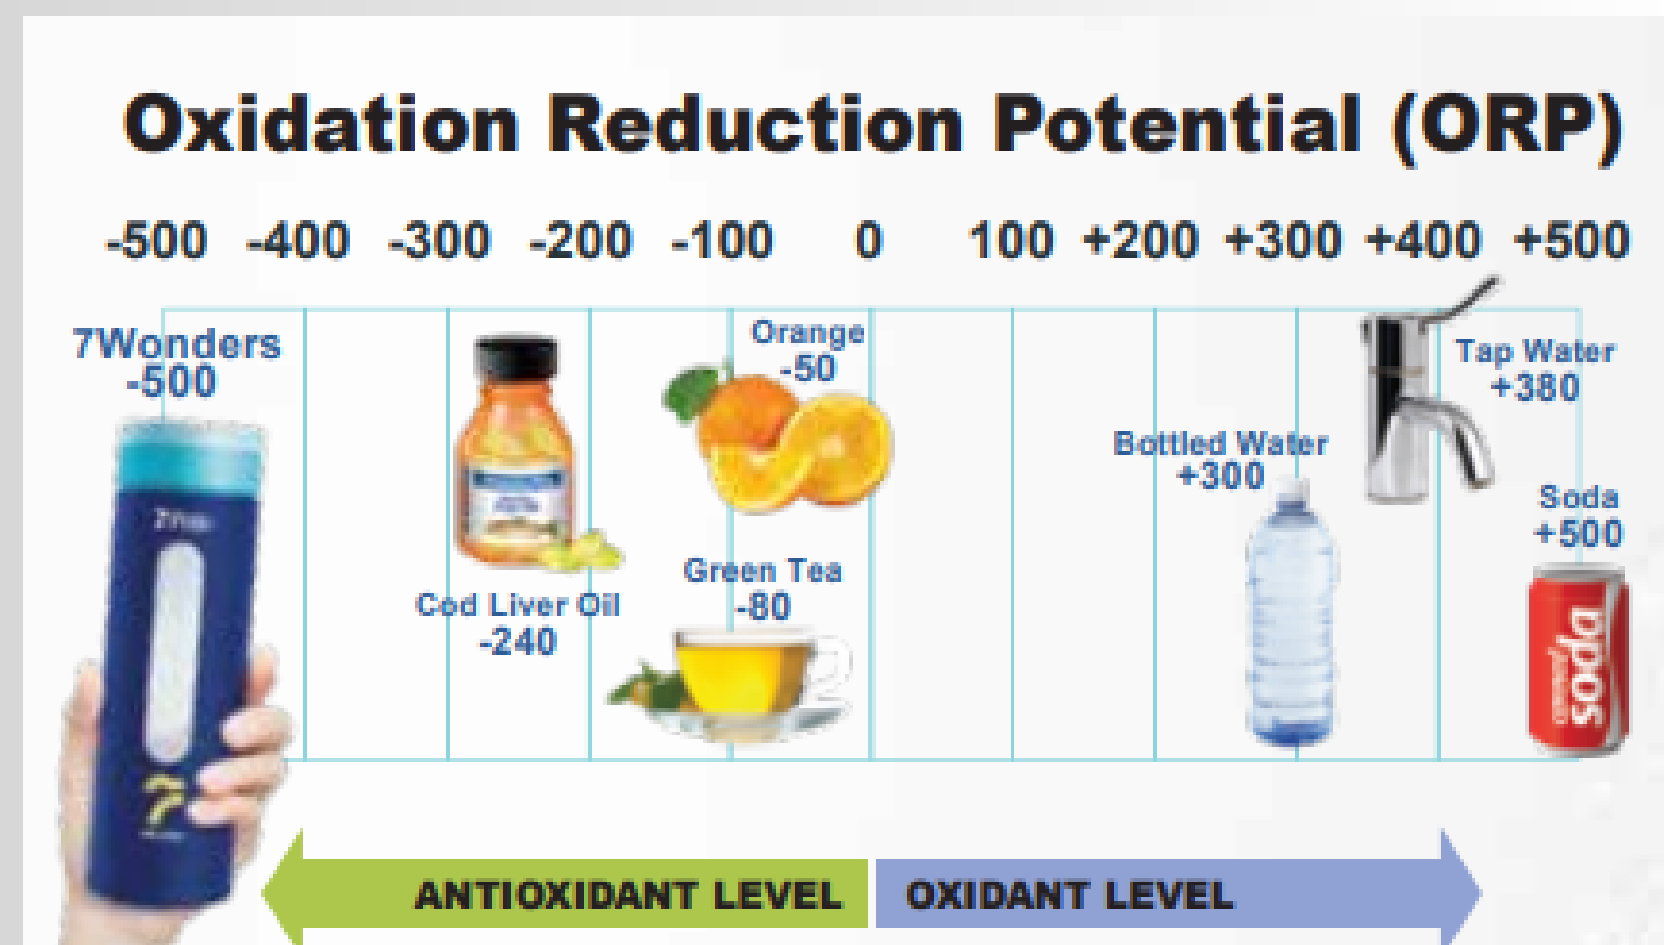 Oxidation Reduction Potential (ORP)
-500 -400 -300 -200 -100 0 100 +200 +300 +400 +500
7Wonders
-500
Orange
-50
Tap Water
+380
Bottled Water
+300
Soda
+500
Green Tea
-80
Cod Liver Oil
-240
soda
ANTIOXIDANT LEVEL
OXIDANT LEVEL